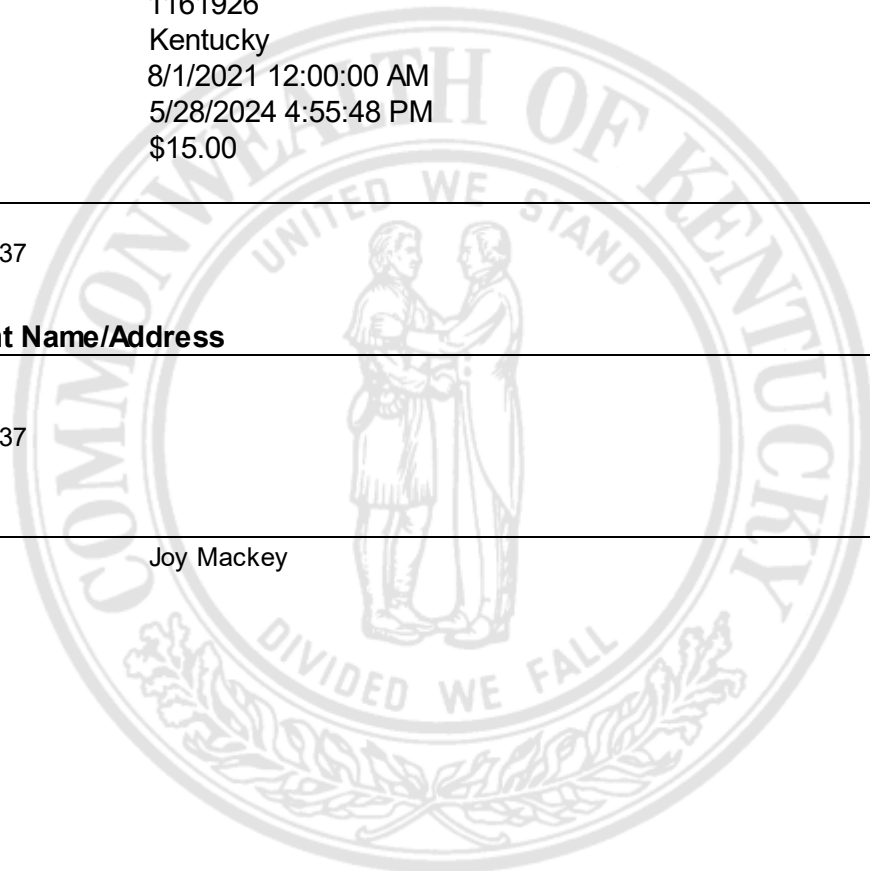 1161926
Kentucky
8/1/2021 12:00:00 AM
5/28/2024 4:55:48 PM
$15.00
37
nt Name/Address
37
Joy Mackey
COMMONWEALTH OF KENTUCKY
UNITED WE STAND
DIVIDED WE FALL